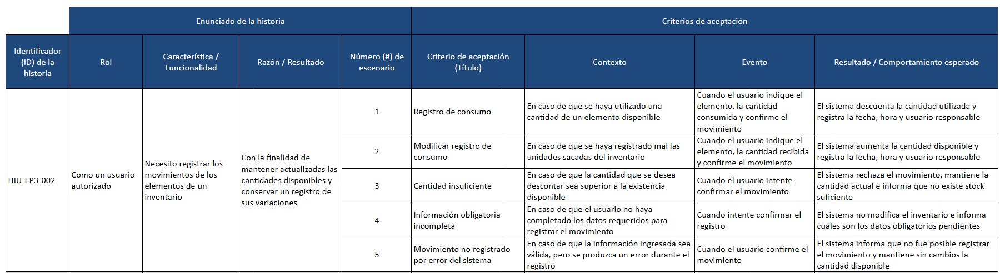 Enunciado de la historia
Criterios de aceptación
Identificador
(ID) de la
historia
Rol
Característica /
Funcionalidad
Razón / Resultado
Número (#) de
escenario
Criterio de aceptación
(Título)
Contexto
Evento
Resultado / Comportamiento esperado
HIU-EP3-002
Como un usuario
autorizado
Necesito registrar los
movimientos de los
elementos de un
inventario
Con la finalidad de
mantener actualizadas las
cantidades disponibles y
conservar un registro de
sus variaciones
1
Registro de consumo
En caso de que se haya utilizado una
cantidad de un elemento disponible
Cuando el usuario indique el
elemento, la cantidad
consumida y confirme el
movimiento
El sistema descuenta la cantidad utilizada y
registra la fecha, hora y usuario responsable
2
Modificar registro de
consumo
En caso de que se haya registrado mal las
unidades sacadas del inventario
Cuando el usuario indique el
elemento, la cantidad recibida
y confirme el movimiento
El sistema aumenta la cantidad disponible y
registra la fecha, hora y usuario responsable
3
Cantidad insuficiente
En caso de que la cantidad que se desea
descontar sea superior a la existencia
disponible
Cuando el usuario intente
confirmar el movimiento
El sistema rechaza el movimiento, mantiene la
cantidad actual e informa que no existe stock
suficiente
4
Información obligatoria
incompleta
En caso de que el usuario no haya
completado los datos requeridos para
registrar el movimiento
Cuando intente confirmar el
registro
El sistema no modifica el inventario e informa
cuáles son los datos obligatorios pendientes
5
Movimiento no registrado
por error del sistema
En caso de que la información ingresada sea
válida, pero se produzca un error durante el
registro
Cuando el usuario confirme el
movimiento
El sistema informa que no fue posible registrar
el movimiento y mantiene sin cambios la
cantidad disponible